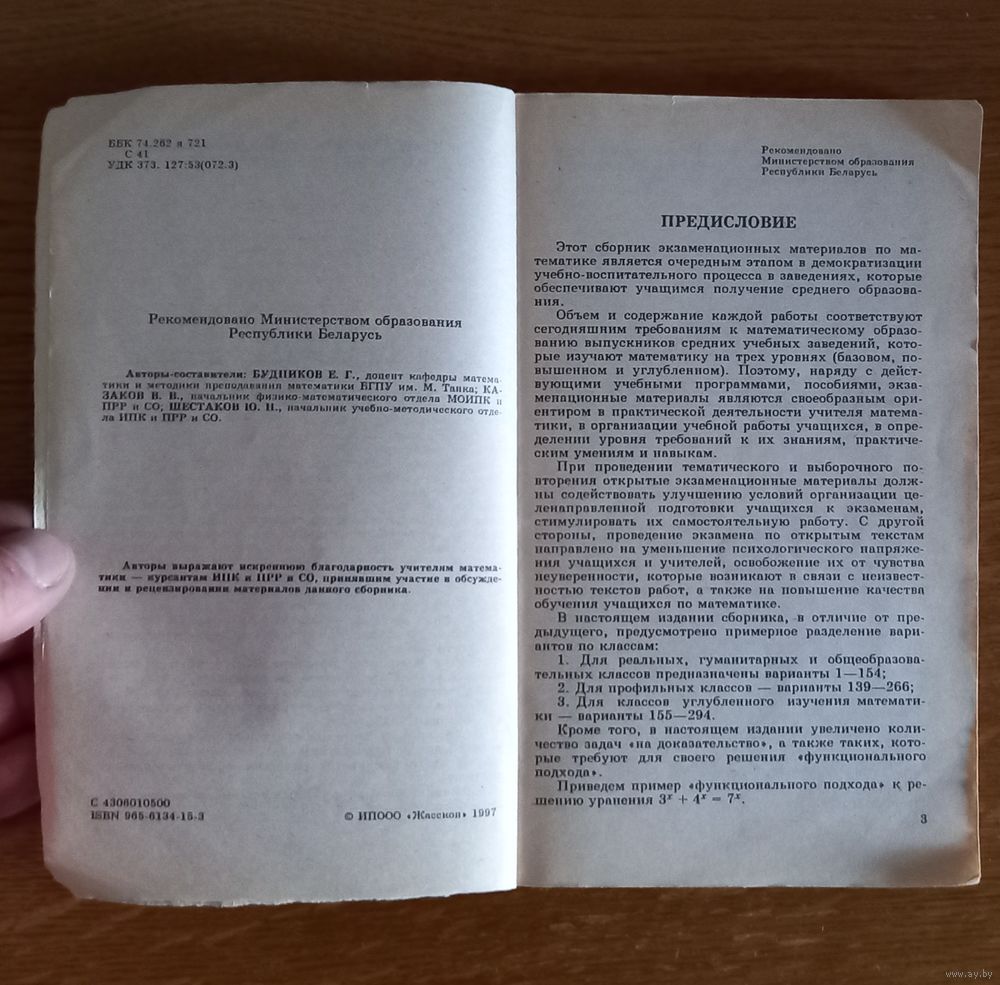 ББК 74.262 я 721
С 41
УДК 373. 127:53(072.3)
Рекомендовано Министерством образования
Республики Беларусь
Авторы-составители: БУДНИКОВ Е. Г., доцент кафедры матема-
тики и методики преподавания математики БГПУ им. М. Танка; КА-
ЗАКОВ В. В., начальник физико-математического отдела МОИПК и
ПРР и СО; ШЕСТАКОВ Ю. Н., начальник учебно-методического отде-
ла ИПК и ПРР и СО.
Авторы выражают искреннюю благодарность учителям матема-
тики — курсантам ИПК и ПРР и СО, принявшим участие в обсужде-
нии и рецензировании материалов данного сборника.
С 4306010500
ISBN 965-6134-15-3
© ИПООО «Жасскон» 1997
Рекомендовано
Министерством образования
Республики Беларусь
ПРЕДИСЛОВИЕ
Этот сборник экзаменационных материалов по ма-
тематике является очередным этапом в демократизации
учебно-воспитательного процесса в заведениях, которые
обеспечивают учащимся получение среднего образова-
ния.
Объем и содержание каждой работы соответствуют
сегодняшним требованиям к математическому образо-
ванию выпускников средних учебных заведений, кото-
рые изучают математику на трех уровнях (базовом, по-
вышенном и углубленном). Поэтому, наряду с дейст-
вующими учебными программами, пособиями, экза-
менационные материалы являются своеобразным ори-
ентиром в практической деятельности учителя матема-
тики, в организации учебной работы учащихся, в опре-
делении уровня требований к их знаниям, практиче-
ским умениям и навыкам.
При проведении тематического и выборочного по-
вторения открытые экзаменационные материалы долж-
ны содействовать улучшению условий организации це-
ленаправленной подготовки учащихся к экзаменам,
стимулировать их самостоятельную работу. С другой
стороны, проведение экзамена по открытым текстам
направлено на уменьшение психологического напряже-
ния учащихся и учителей, освобождение их от чувства
неуверенности, которые возникают в связи с неизвест-
ностью текстов работ, а также на повышение качества
обучения учащихся по математике.
В настоящем издании сборника, в отличие от пре-
дыдущего, предусмотрено примерное разделение вари-
антов по классам:
1. Для реальных, гуманитарных и общеобразова-
тельных классов предназначены варианты 1—154;
2. Для профильных классов — варианты 139—266;
3. Для классов углубленного изучения математи-
ки — варианты 155—294.
Кроме того, в настоящем издании увеличено коли-
чество задач «на доказательство», а также таких, кото-
рые требуют для своего решения «функционального
подхода».
Приведем пример «функционального подхода» к ре-
шению уранения 3ˣ + 4ˣ = 7ˣ.
3
www.ay.by